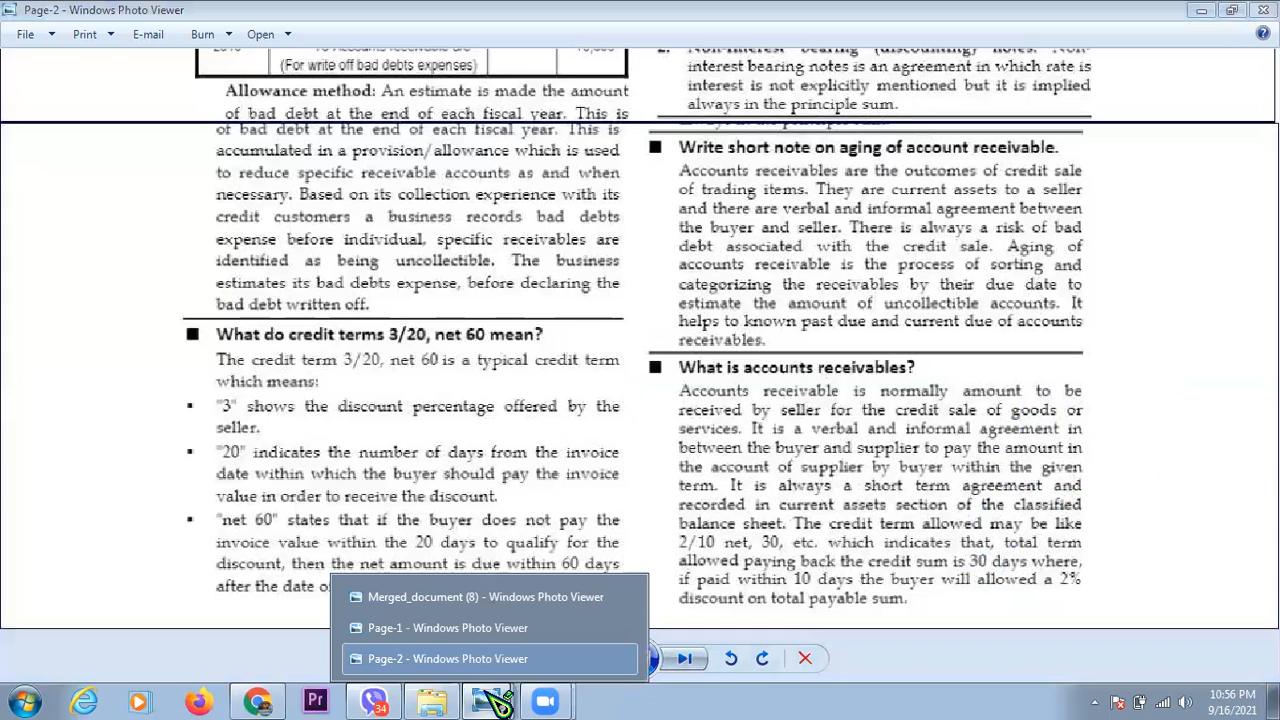 Page-2 - Windows Photo Viewer
File Print E-mail Burn Open
(For write off bad debts expenses)
Allowance method: An estimate is made the amount
of bad debt at the end of each fiscal year. This is
of bad debt at the end of each fiscal year. This is
accumulated in a provision/allowance which is used
to reduce specific receivable accounts as and when
necessary. Based on its collection experience with its
credit customers a business records bad debts
expense before individual, specific receivables are
identified as being uncollectible. The business
estimates its bad debts expense, before declaring the
bad debt written off.
■ What do credit terms 3/20, net 60 mean?
The credit term 3/20, net 60 is a typical credit term
which means:
▪ "3" shows the discount percentage offered by the
seller.
▪ "20" indicates the number of days from the invoice
date within which the buyer should pay the invoice
value in order to receive the discount.
▪ "net 60" states that if the buyer does not pay the
invoice value within the 20 days to qualify for the
discount, then the net amount is due within 60 days
after the date o
2. Non-interest bearing (discounting) notes: Non-
interest bearing notes is an agreement in which rate is
interest is not explicitly mentioned but it is implied
always in the principle sum.
■ Write short note on aging of account receivable.
Accounts receivables are the outcomes of credit sale
of trading items. They are current assets to a seller
and there are verbal and informal agreement between
the buyer and seller. There is always a risk of bad
debt associated with the credit sale. Aging of
accounts receivable is the process of sorting and
categorizing the receivables by their due date to
estimate the amount of uncollectible accounts. It
helps to known past due and current due of accounts
receivables.
■ What is accounts receivables?
Accounts receivable is normally amount to be
received by seller for the credit sale of goods or
services. It is a verbal and informal agreement in
between the buyer and supplier to pay the amount in
the account of supplier by buyer within the given
term. It is always a short term agreement and
recorded in current assets section of the classified
balance sheet. The credit term allowed may be like
2/10 net, 30, etc. which indicates that, total term
allowed paying back the credit sum is 30 days where,
if paid within 10 days the buyer will allowed a 2%
discount on total payable sum.
Merged_document (8) - Windows Photo Viewer
Page-1 - Windows Photo Viewer
Page-2 - Windows Photo Viewer
Pr
34
10:56 PM
9/16/2021